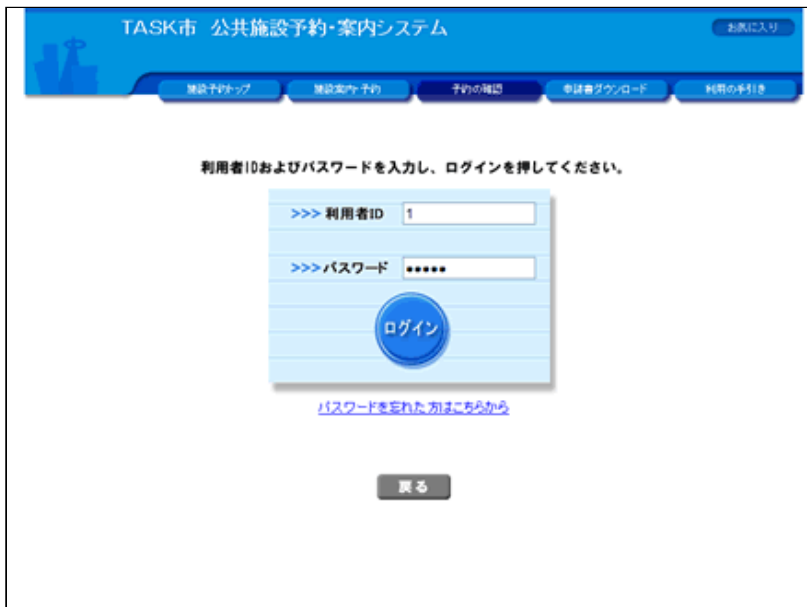 TASK市 公共施設予約・案内システム
お気に入り
施設予約トップ
施設案内・予約
予約の確認
申請書ダウンロード
利用の手引き
利用者IDおよびパスワードを入力し、ログインを押してください。
>>> 利用者ID 1
>>>パスワード •••••
ログイン
パスワードを忘れた方はこちらから
戻る